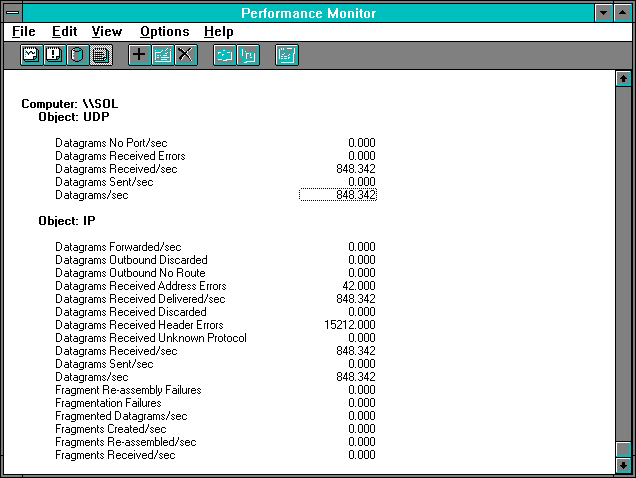 Performance Monitor
File Edit View Options Help
Computer: \\SOL
Object: UDP
Datagrams No Port/sec 0.000
Datagrams Received Errors 0.000
Datagrams Received/sec 848.342
Datagrams Sent/sec 0.000
Datagrams/sec 848.342
Object: IP
Datagrams Forwarded/sec 0.000
Datagrams Outbound Discarded 0.000
Datagrams Outbound No Route 0.000
Datagrams Received Address Errors 42.000
Datagrams Received Delivered/sec 848.342
Datagrams Received Discarded 0.000
Datagrams Received Header Errors 15212.000
Datagrams Received Unknown Protocol 0.000
Datagrams Received/sec 848.342
Datagrams Sent/sec 0.000
Datagrams/sec 848.342
Fragment Re-assembly Failures 0.000
Fragmentation Failures 0.000
Fragmented Datagrams/sec 0.000
Fragments Created/sec 0.000
Fragments Re-assembled/sec 0.000
Fragments Received/sec 0.000